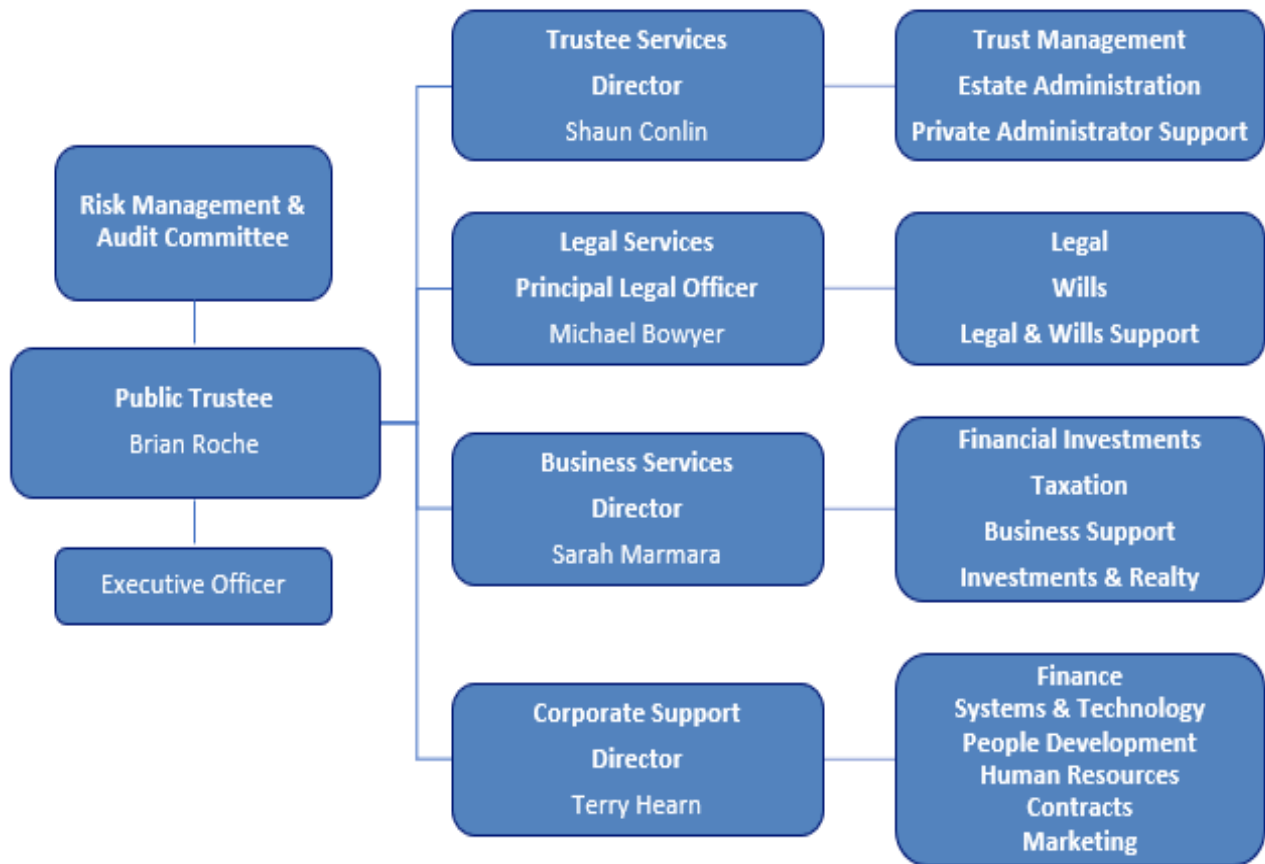 Risk Management &
Audit Committee
Public Trustee
Brian Roche
Executive Officer
Trustee Services
Director
Shaun Conlin
Trust Management
Estate Administration
Private Administrator Support
Legal Services
Principal Legal Officer
Michael Bowyer
Legal
Wills
Legal & Wills Support
Business Services
Director
Sarah Marmara
Financial Investments
Taxation
Business Support
Investments & Realty
Corporate Support
Director
Terry Hearn
Finance
Systems & Technology
People Development
Human Resources
Contracts
Marketing